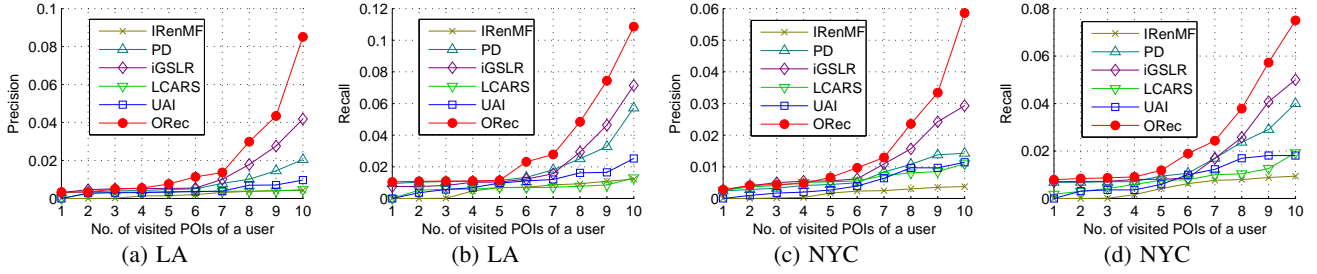 0.1
0.08
0.06
0.04
0.02
0
Precision
IRenMF
PD
iGSLR
LCARS
UAI
ORec
1 2 3 4 5 6 7 8 9 10
No. of visited POIs of a user
(a) LA
0.12
0.10
0.08
0.06
0.04
0.02
0.00
Recall
IRenMF
PD
iGSLR
LCARS
UAI
ORec
1 2 3 4 5 6 7 8 9 10
No. of visited POIs of a user
(b) LA
0.06
0.05
0.04
0.03
0.02
0.01
0.00
Precision
IRenMF
PD
iGSLR
LCARS
UAI
ORec
1 2 3 4 5 6 7 8 9 10
No. of visited POIs of a user
(c) NYC
0.08
0.06
0.04
0.02
0.00
Recall
IRenMF
PD
iGSLR
LCARS
UAI
ORec
1 2 3 4 5 6 7 8 9 10
No. of visited POIs of a user
(d) NYC